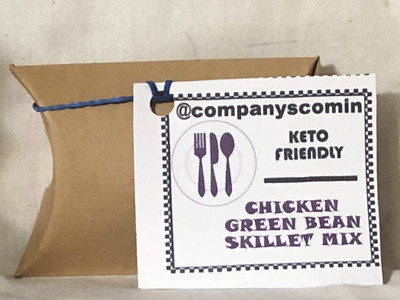 @companyscomin
KETO
FRIENDLY
CHICKEN
GREEN BEAN
SKILLET MIX